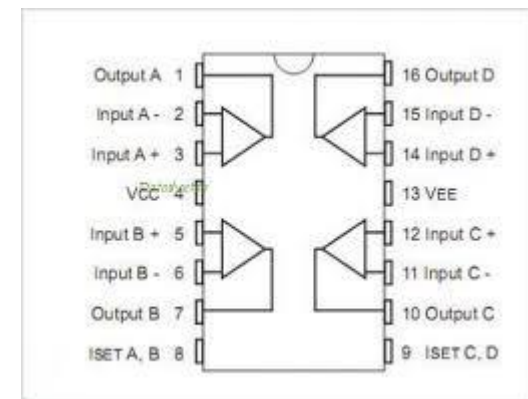 Output A 1 16 Output D
Input A - 2 15 Input D -
Input A + 3 14 Input D +
VCC 4 13 VEE
Input B + 5 12 Input C +
Input B - 6 11 Input C -
Output B 7 10 Output C
ISET A, B 8 9 ISET C, D